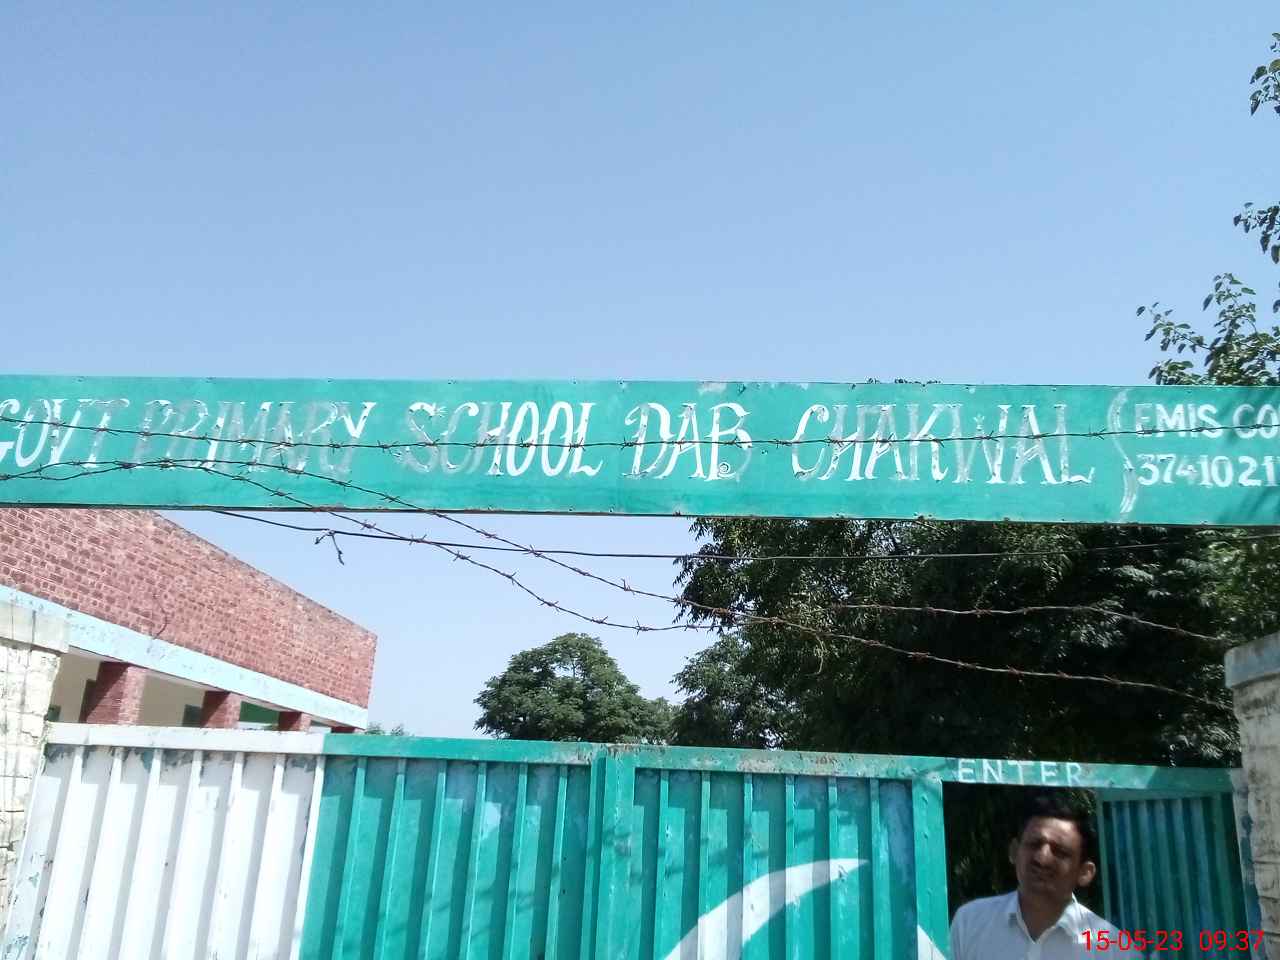 GOVT PRIMARY SCHOOL DAB CHAKWAL
EMIS CO
3741021
ENTER
15-05-23 09:37